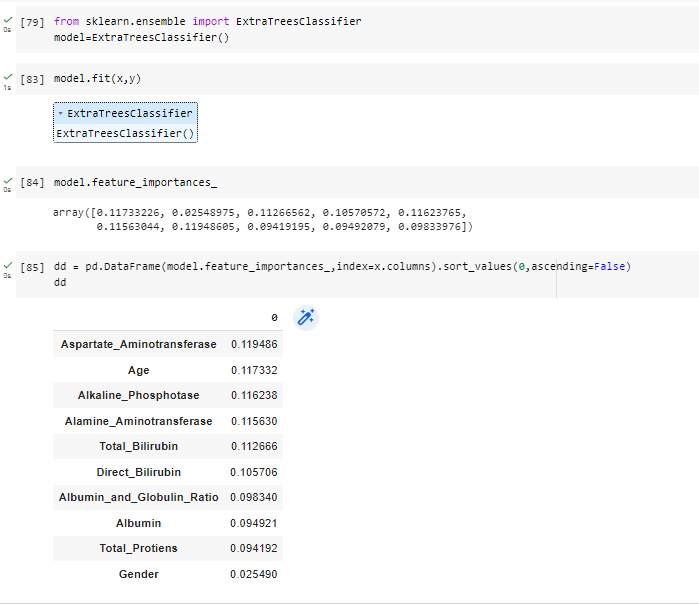 0s
[79] from sklearn.ensemble import ExtraTreesClassifier
model=ExtraTreesClassifier()
1s
[83] model.fit(x,y)
ExtraTreesClassifier
ExtraTreesClassifier()
0s
[84] model.feature_importances_
array([0.11733226, 0.02548975, 0.11266562, 0.10570572, 0.11623765,
0.11563044, 0.11948605, 0.09419195, 0.09492079, 0.09833976])
0s
[85] dd = pd.DataFrame(model.feature_importances_,index=x.columns).sort_values(0,ascending=False)
dd
0
Aspartate_Aminotransferase 0.119486
Age 0.117332
Alkaline_Phosphotase 0.116238
Alamine_Aminotransferase 0.115630
Total_Bilirubin 0.112666
Direct_Bilirubin 0.105706
Albumin_and_Globulin_Ratio 0.098340
Albumin 0.094921
Total_Protiens 0.094192
Gender 0.025490